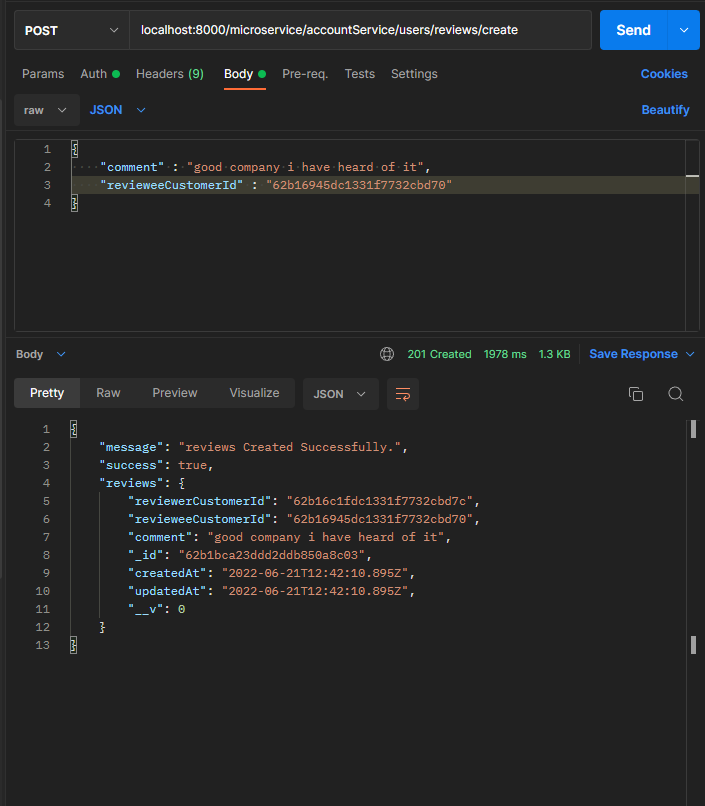 POST localhost:8000/microservice/accountService/users/reviews/create Send
Params Auth Headers (9) Body Pre-req. Tests Settings Cookies
raw JSON Beautify
1 {
2 "comment" : "good company i have heard of it",
3 "revieweeCustomerId" : "62b16945dc1331f7732cbd70"
4 }
Body 201 Created 1978 ms 1.3 KB Save Response
Pretty Raw Preview Visualize JSON
1 {
2 "message": "reviews Created Successfully.",
3 "success": true,
4 "reviews": {
5 "reviewerCustomerId": "62b16c1fdc1331f7732cbd7c",
6 "revieweeCustomerId": "62b16945dc1331f7732cbd70",
7 "comment": "good company i have heard of it",
8 "_id": "62b1bca23ddd2ddb850a8c03",
9 "createdAt": "2022-06-21T12:42:10.895Z",
10 "updatedAt": "2022-06-21T12:42:10.895Z",
11 "__v": 0
12 }
13 }